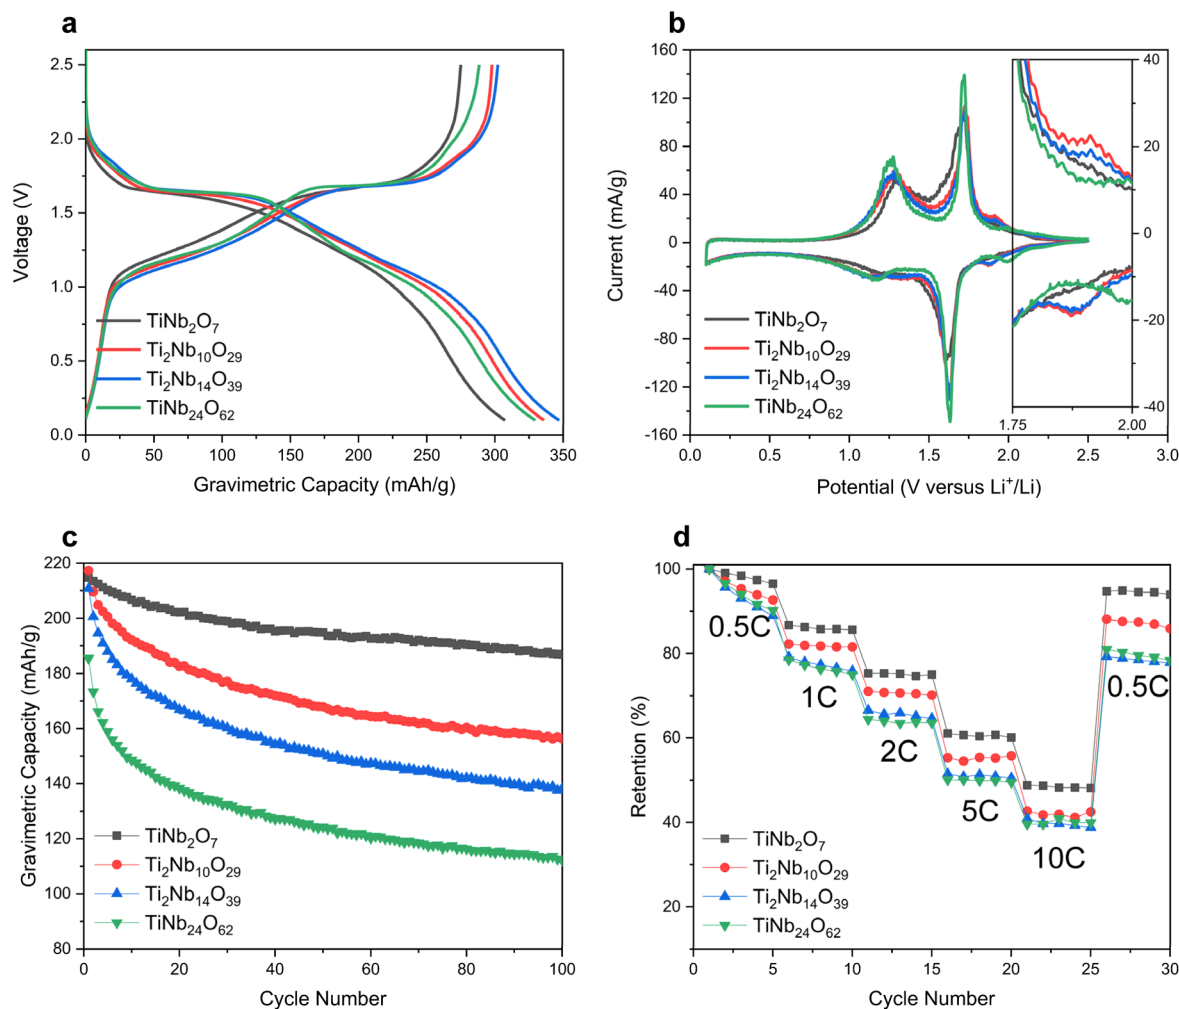 a
2.5
2.0
1.5
1.0
0.5
0.0
Voltage (V)
TiNb₂O₇
Ti₂Nb₁₀O₂₉
Ti₂Nb₁₄O₃₉
TiNb₂₄O₆₂
0 50 100 150 200 250 300 350
Gravimetric Capacity (mAh/g)
b
160
120
80
40
0
-40
-80
-120
-160
Current (mA/g)
TiNb₂O₇
Ti₂Nb₁₀O₂₉
Ti₂Nb₁₄O₃₉
TiNb₂₄O₆₂
40
20
0
-20
-40
1.75 2.00
0.0 0.5 1.0 1.5 2.0 2.5 3.0
Potential (V versus Li⁺/Li)
c
220
200
180
160
140
120
100
80
Gravimetric Capacity (mAh/g)
TiNb₂O₇
Ti₂Nb₁₀O₂₉
Ti₂Nb₁₄O₃₉
TiNb₂₄O₆₂
0 20 40 60 80 100
Cycle Number
d
100
80
60
40
20
Retention (%)
0.5C
1C
2C
5C
10C
0.5C
TiNb₂O₇
Ti₂Nb₁₀O₂₉
Ti₂Nb₁₄O₃₉
TiNb₂₄O₆₂
0 5 10 15 20 25 30
Cycle Number